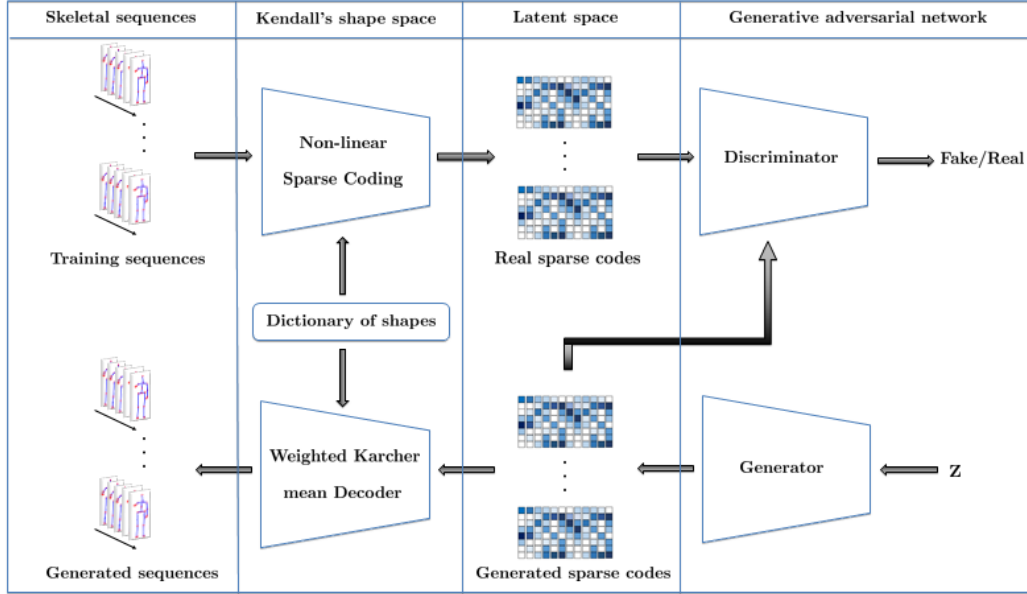 Skeletal sequences
Kendall's shape space
Latent space
Generative adversarial network
Non-linear
Sparse Coding
Discriminator
Fake/Real
Training sequences
Real sparse codes
Dictionary of shapes
Weighted Karcher
mean Decoder
Generator
Z
Generated sequences
Generated sparse codes